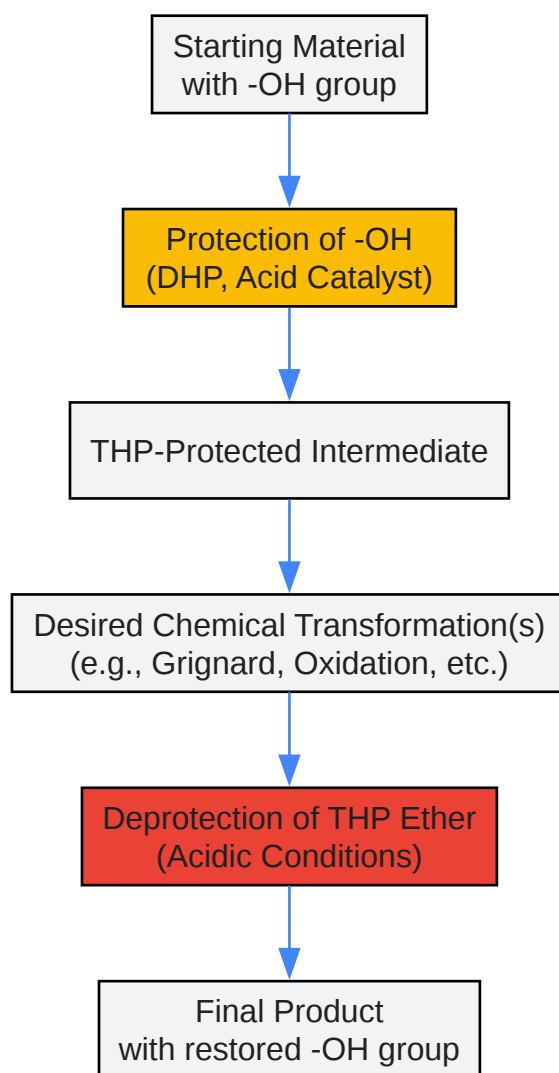 Starting Material
with -OH group
Protection of -OH
(DHP, Acid Catalyst)
THP-Protected Intermediate
Desired Chemical Transformation(s)
(e.g., Grignard, Oxidation, etc.)
Deprotection of THP Ether
(Acidic Conditions)
Final Product
with restored -OH group